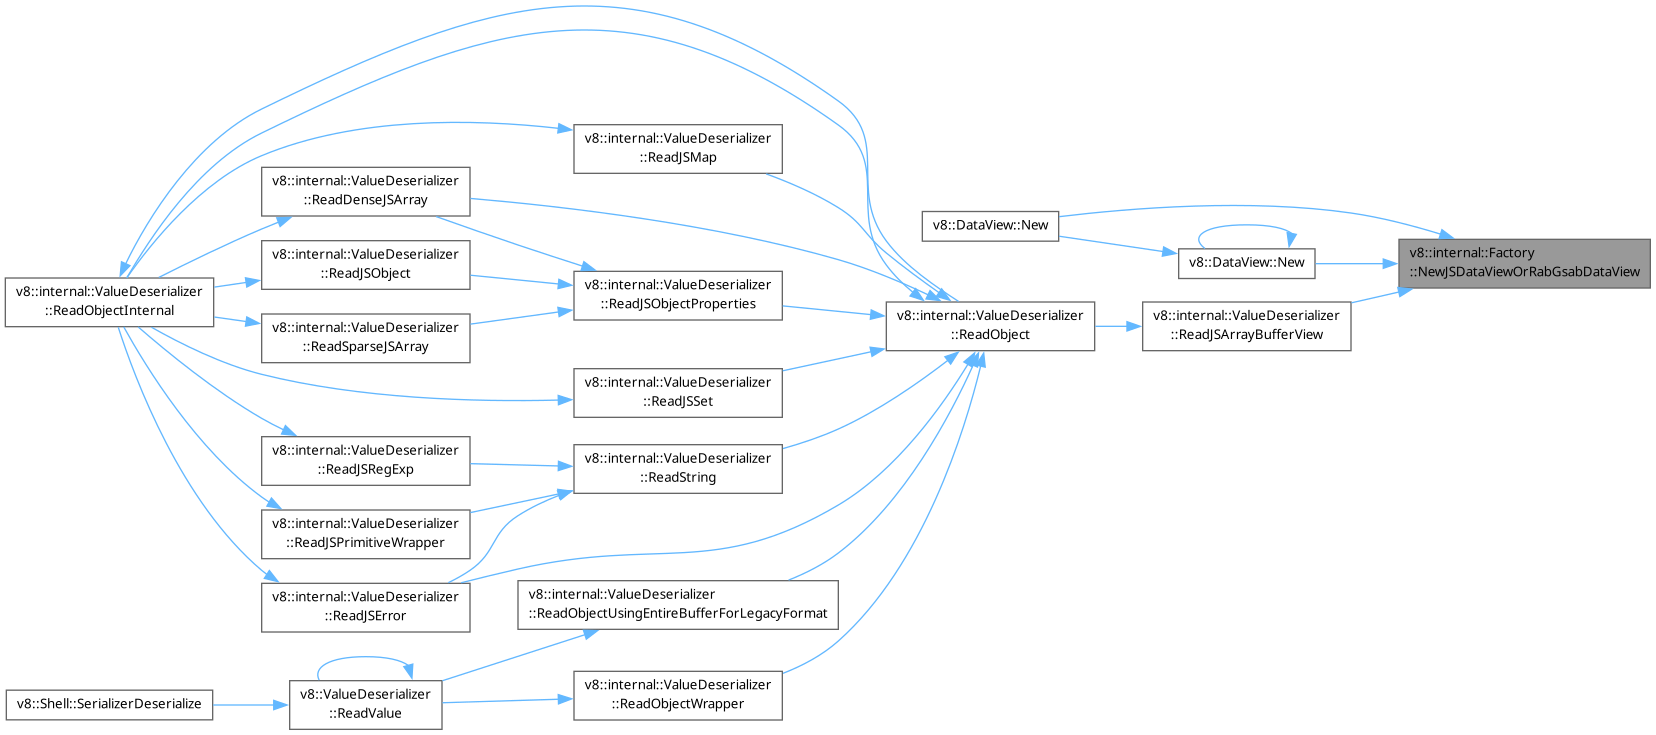 v8::internal::ValueDeserializer
::ReadJSMap
v8::internal::ValueDeserializer
::ReadDenseJSArray
v8::DataView::New
v8::internal::Factory
::NewJSDataViewOrRabGsabDataView
v8::DataView::New
v8::internal::ValueDeserializer
::ReadJSObject
v8::internal::ValueDeserializer
::ReadObjectInternal
v8::internal::ValueDeserializer
::ReadJSObjectProperties
v8::internal::ValueDeserializer
::ReadObject
v8::internal::ValueDeserializer
::ReadJSArrayBufferView
v8::internal::ValueDeserializer
::ReadSparseJSArray
v8::internal::ValueDeserializer
::ReadJSSet
v8::internal::ValueDeserializer
::ReadJSRegExp
v8::internal::ValueDeserializer
::ReadString
v8::internal::ValueDeserializer
::ReadJSPrimitiveWrapper
v8::internal::ValueDeserializer
::ReadJSError
v8::internal::ValueDeserializer
::ReadObjectUsingEntireBufferForLegacyFormat
v8::Shell::SerializerDeserialize
v8::ValueDeserializer
::ReadValue
v8::internal::ValueDeserializer
::ReadObjectWrapper